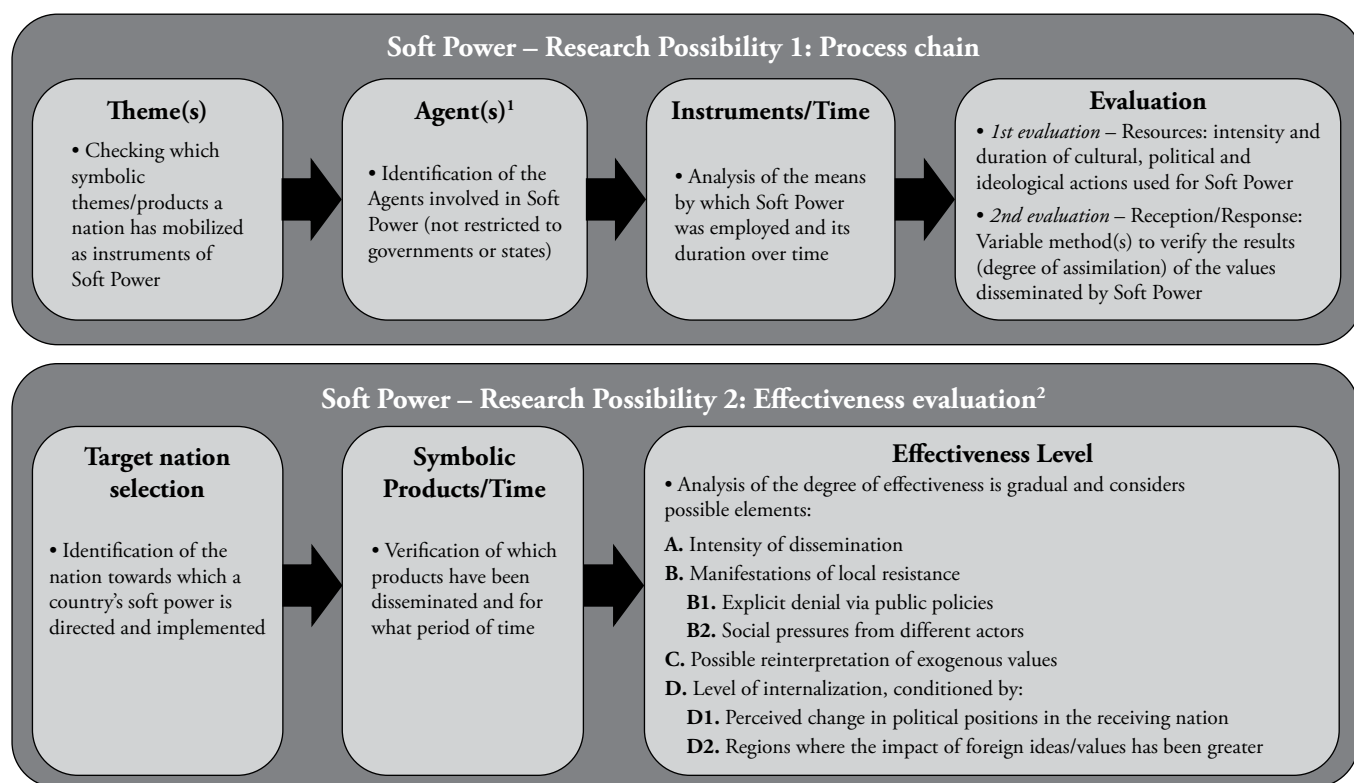 Soft Power – Research Possibility 1: Process chain
Theme(s)
• Checking which
symbolic
themes/products a
nation has mobilized
as instruments of
Soft Power
Agent(s)¹
• Identification of the
Agents involved in Soft
Power (not restricted to
governments or states)
Instruments/Time
• Analysis of the means
by which Soft Power
was employed and its
duration over time
Evaluation
• 1st evaluation – Resources: intensity and
duration of cultural, political and
ideological actions used for Soft Power
• 2nd evaluation – Reception/Response:
Variable method(s) to verify the results
(degree of assimilation) of the values
disseminated by Soft Power
Soft Power – Research Possibility 2: Effectiveness evaluation²
Target nation
selection
• Identification of the
nation towards which a
country’s soft power is
directed and implemented
Symbolic
Products/Time
• Verification of which
products have been
disseminated and for
what period of time
Effectiveness Level
• Analysis of the degree of effectiveness is gradual and considers
possible elements:
A. Intensity of dissemination
B. Manifestations of local resistance
B1. Explicit denial via public policies
B2. Social pressures from different actors
C. Possible reinterpretation of exogenous values
D. Level of internalization, conditioned by:
D1. Perceived change in political positions in the receiving nation
D2. Regions where the impact of foreign ideas/values has been greater